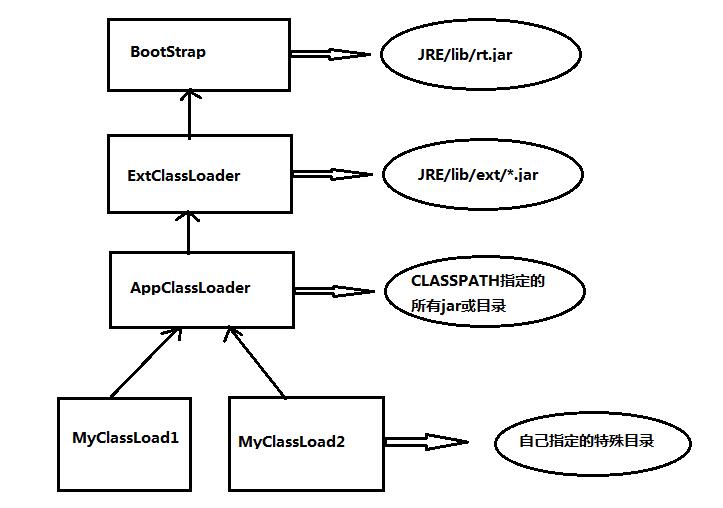 BootStrap
JRE/lib/rt.jar
ExtClassLoader
JRE/lib/ext/*.jar
AppClassLoader
CLASSPATH指定的
所有jar或目录
MyClassLoad1
MyClassLoad2
自己指定的特殊目录